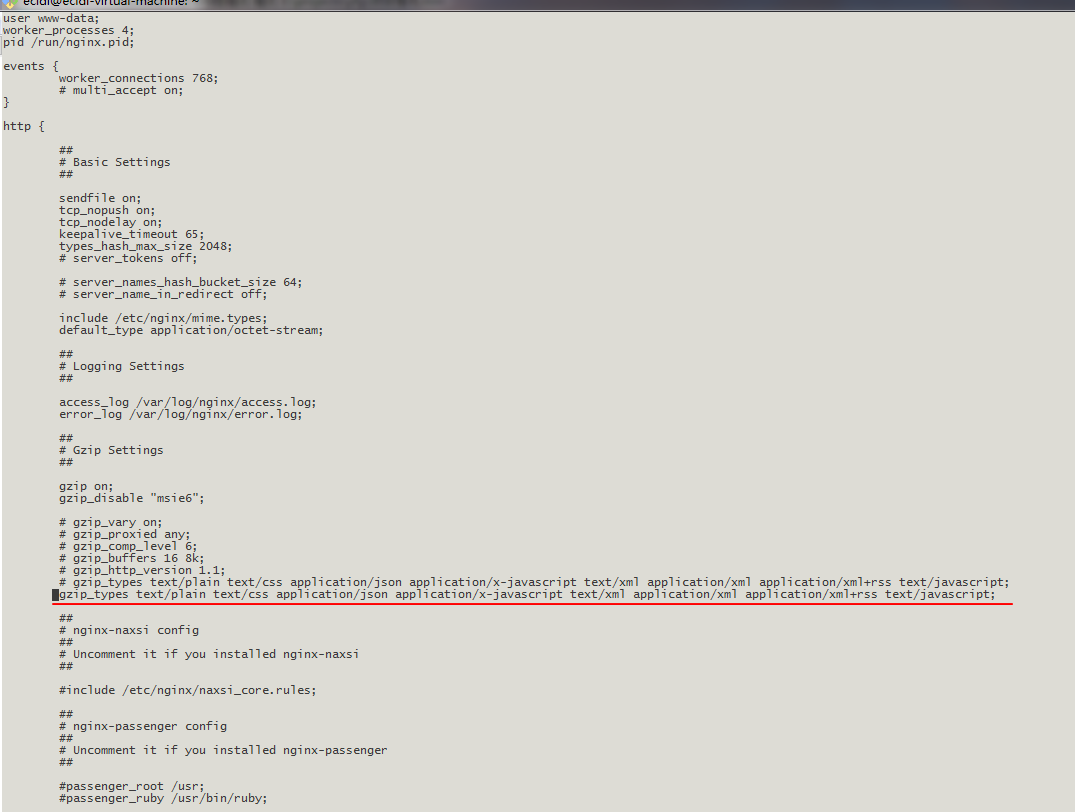 ecidi@ecidi-virtual-machine: ~
user www-data;
worker_processes 4;
pid /run/nginx.pid;
events {
worker_connections 768;
# multi_accept on;
}
http {
##
# Basic Settings
##
sendfile on;
tcp_nopush on;
tcp_nodelay on;
keepalive_timeout 65;
types_hash_max_size 2048;
# server_tokens off;
# server_names_hash_bucket_size 64;
# server_name_in_redirect off;
include /etc/nginx/mime.types;
default_type application/octet-stream;
##
# Logging Settings
##
access_log /var/log/nginx/access.log;
error_log /var/log/nginx/error.log;
##
# Gzip Settings
##
gzip on;
gzip_disable "msie6";
# gzip_vary on;
# gzip_proxied any;
# gzip_comp_level 6;
# gzip_buffers 16 8k;
# gzip_http_version 1.1;
# gzip_types text/plain text/css application/json application/x-javascript text/xml application/xml application/xml+rss text/javascript;
gzip_types text/plain text/css application/json application/x-javascript text/xml application/xml application/xml+rss text/javascript;
##
# nginx-naxsi config
##
# Uncomment it if you installed nginx-naxsi
##
#include /etc/nginx/naxsi_core.rules;
##
# nginx-passenger config
##
# Uncomment it if you installed nginx-passenger
##
#passenger_root /usr;
#passenger_ruby /usr/bin/ruby;